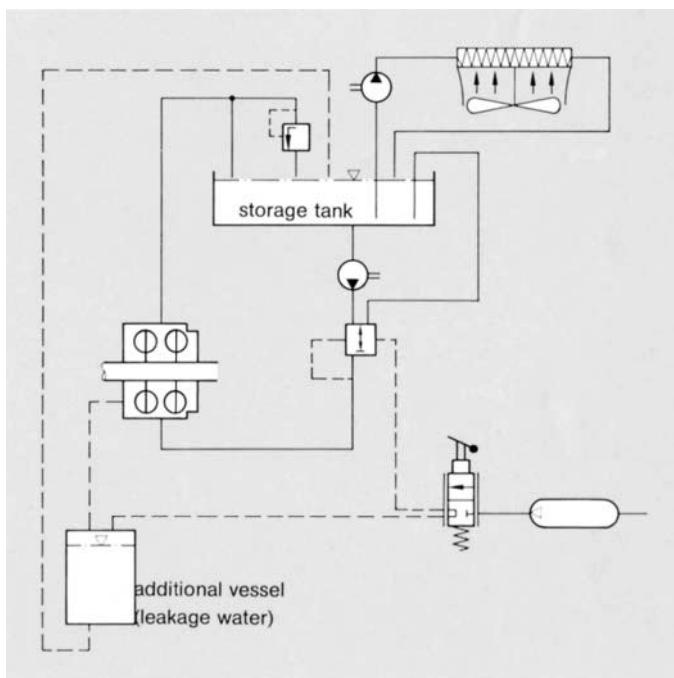 storage tank
additional vessel
(leakage water)